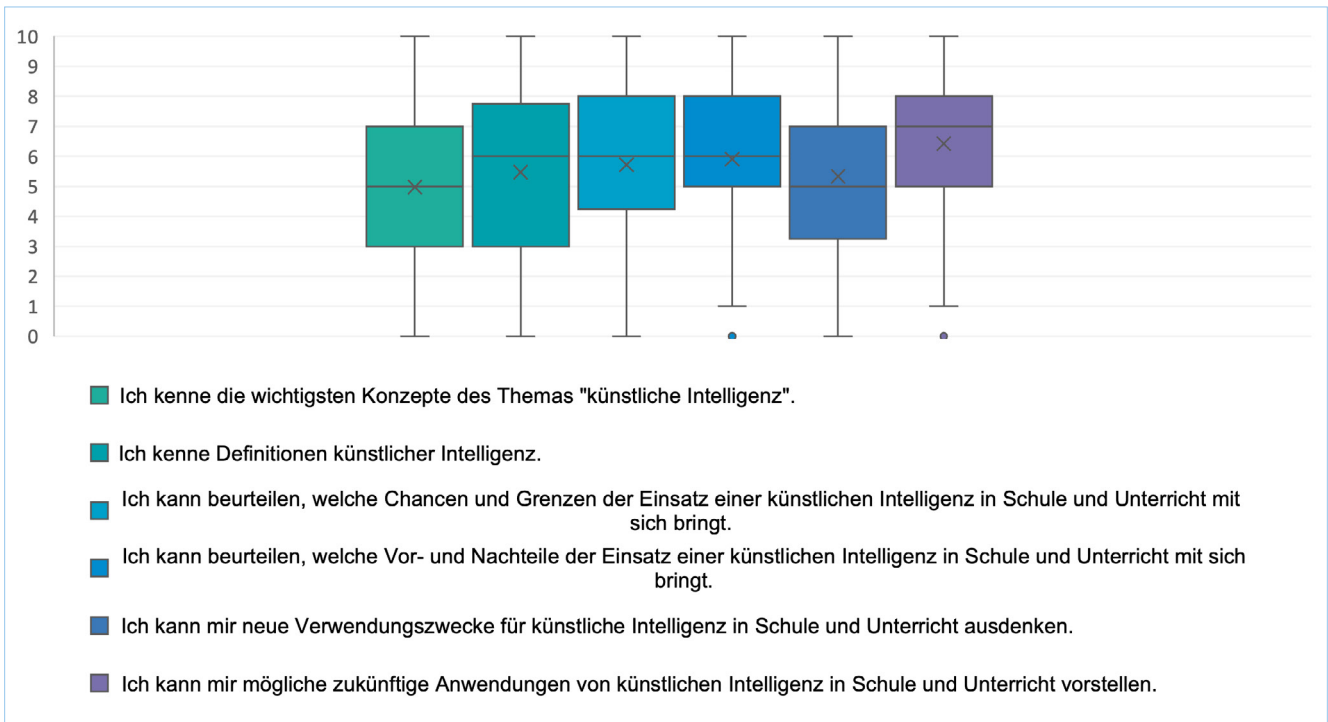 10
9
8
7
6
5
4
3
2
1
0
Ich kenne die wichtigsten Konzepte des Themas "künstliche Intelligenz".
Ich kenne Definitionen künstlicher Intelligenz.
Ich kann beurteilen, welche Chancen und Grenzen der Einsatz einer künstlichen Intelligenz in Schule und Unterricht mit
sich bringt.
Ich kann beurteilen, welche Vor- und Nachteile der Einsatz einer künstlichen Intelligenz in Schule und Unterricht mit sich
bringt.
Ich kann mir neue Verwendungszwecke für künstliche Intelligenz in Schule und Unterricht ausdenken.
Ich kann mir mögliche zukünftige Anwendungen von künstlichen Intelligenz in Schule und Unterricht vorstellen.